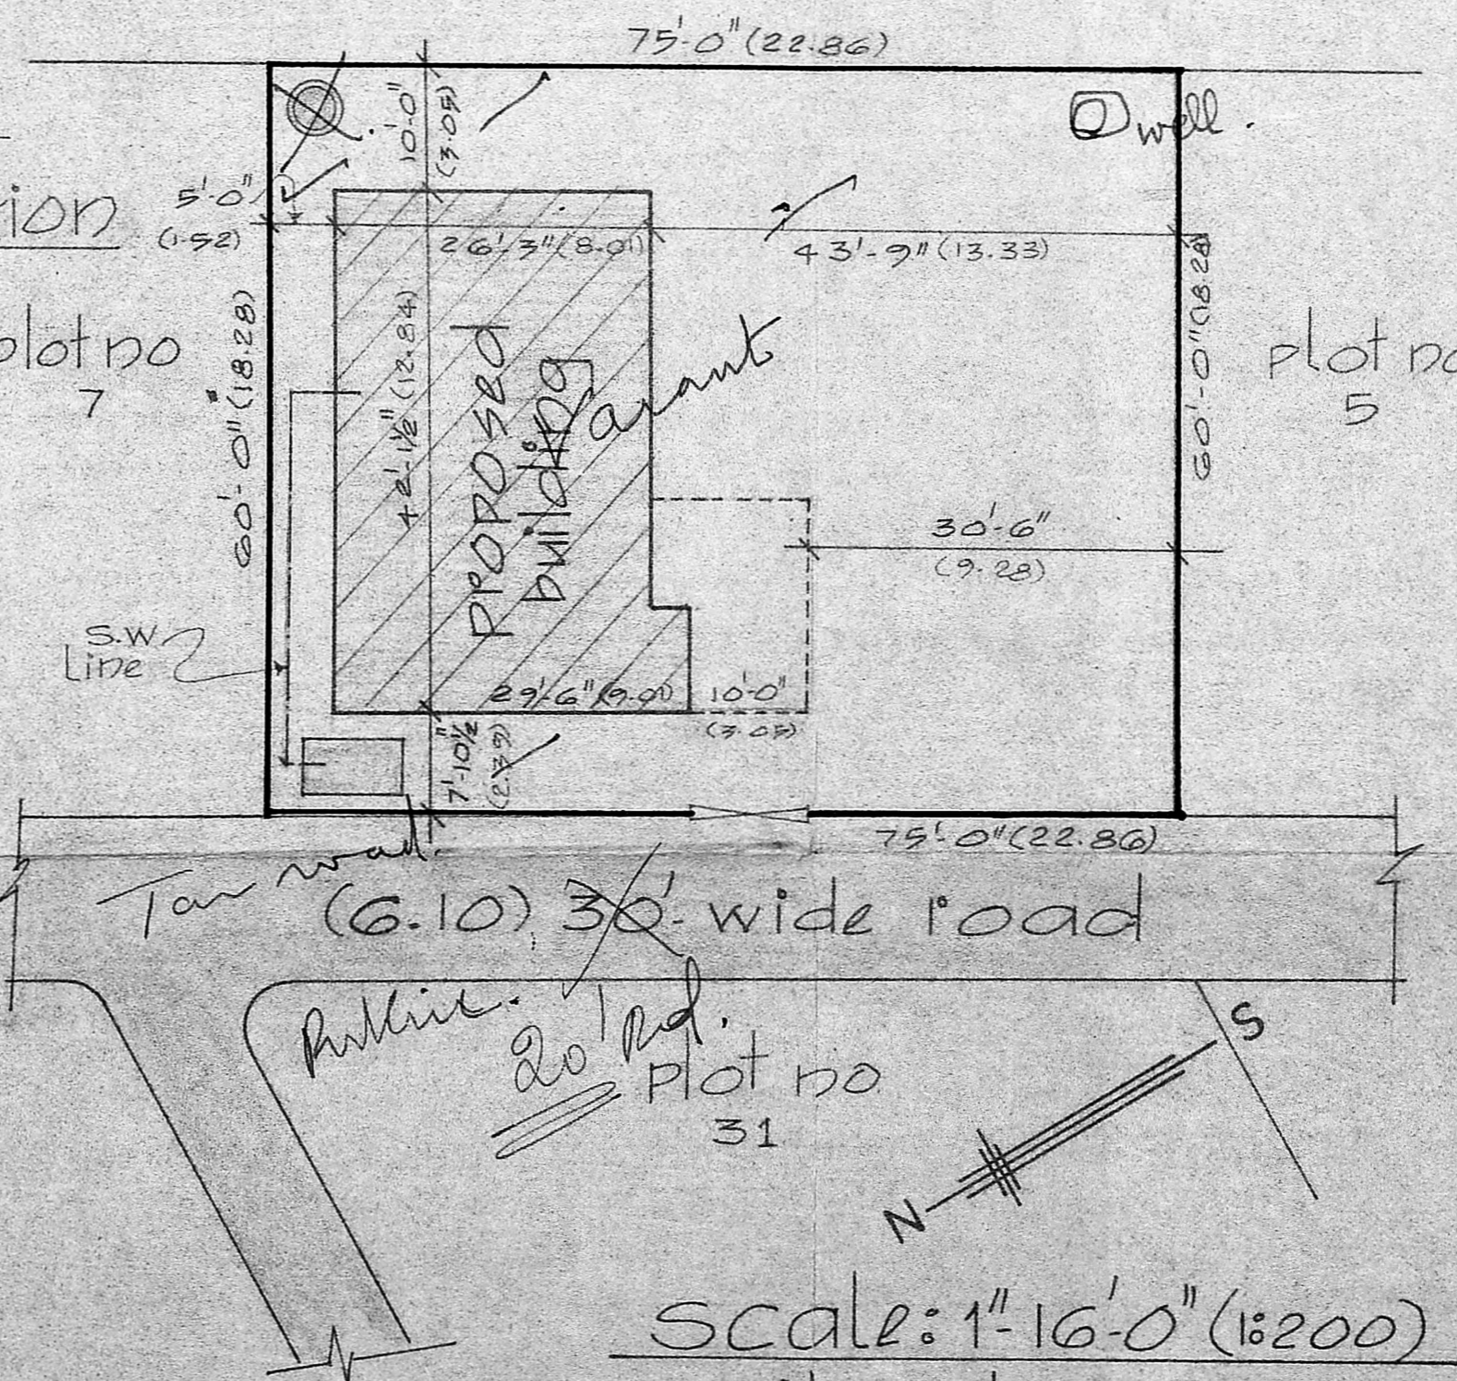 75'-0" (22.86)
10'-0"
(3.05)
well.
5'-0"
(1.52)
26'-3" (8.01)
43'-9" (13.33)
60'-0" (18.28)
plot no
7
42'-1½" (12.84)
proposed
building
60'-0" (18.28)
plot no
5
30'-6"
(9.28)
S.W
Line
29'-6" (9.01)
10'-0"
(3.05)
7'-10½"
75'-0" (22.86)
Tar road.
(6.10) 30'- wide road
20' Rd.
plot no
31
S
N
scale: 1"-16'-0" (1:200)